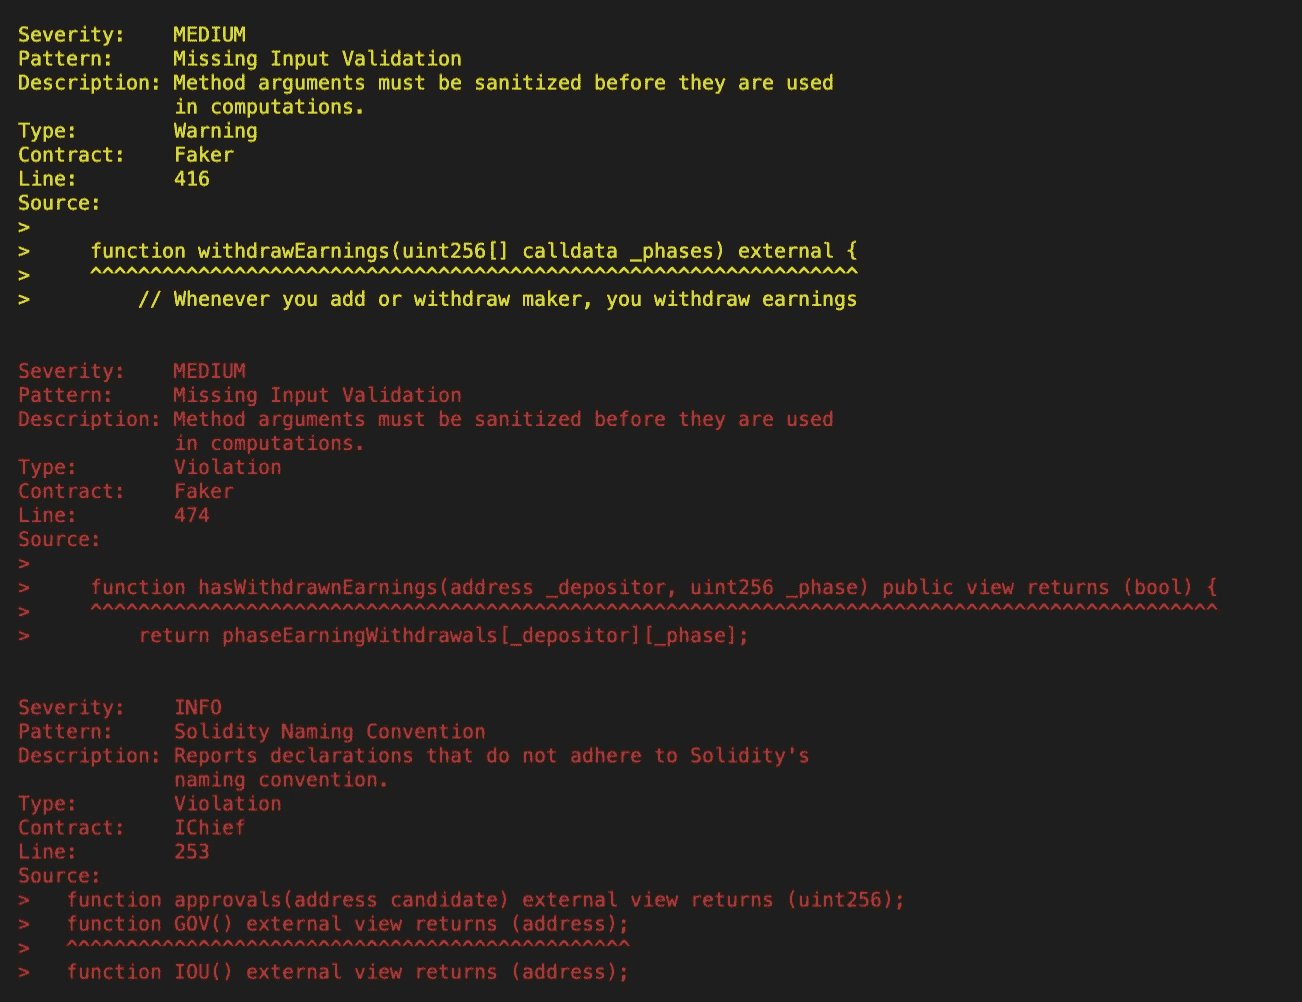 Severity:    MEDIUM
Pattern:     Missing Input Validation
Description: Method arguments must be sanitized before they are used
             in computations.
Type:        Warning
Contract:    Faker
Line:        416
Source:
>
>     function withdrawEarnings(uint256[] calldata _phases) external {
>     ^^^^^^^^^^^^^^^^^^^^^^^^^^^^^^^^^^^^^^^^^^^^^^^^^^^^^^^^^^^^^^^^
>         // Whenever you add or withdraw maker, you withdraw earnings
Severity:    MEDIUM
Pattern:     Missing Input Validation
Description: Method arguments must be sanitized before they are used
             in computations.
Type:        Violation
Contract:    Faker
Line:        474
Source:
>
>     function hasWithdrawnEarnings(address _depositor, uint256 _phase) public view returns (bool) {
>     ^^^^^^^^^^^^^^^^^^^^^^^^^^^^^^^^^^^^^^^^^^^^^^^^^^^^^^^^^^^^^^^^^^^^^^^^^^^^^^^^^^^^^^^^^^^^^^
>         return phaseEarningWithdrawals[_depositor][_phase];
Severity:    INFO
Pattern:     Solidity Naming Convention
Description: Reports declarations that do not adhere to Solidity's
             naming convention.
Type:        Violation
Contract:    IChief
Line:        253
Source:
>   function approvals(address candidate) external view returns (uint256);
>   function GOV() external view returns (address);
>   ^^^^^^^^^^^^^^^^^^^^^^^^^^^^^^^^^^^^^^^^^^^^^^^
>   function IOU() external view returns (address);